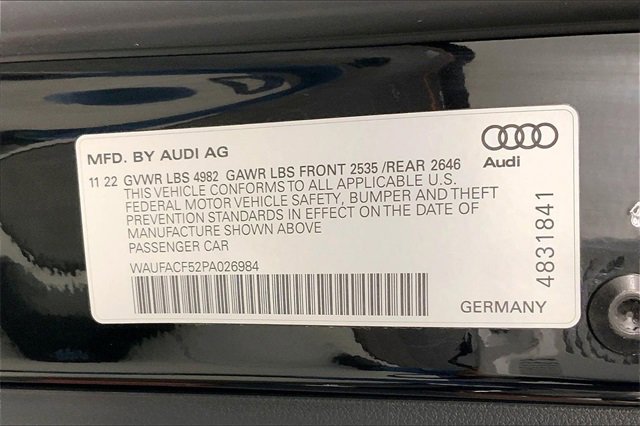 MFD. BY AUDI AG
11 22 GVWR LBS 4982 GAWR LBS FRONT 2535 /REAR 2646
THIS VEHICLE CONFORMS TO ALL APPLICABLE U.S.
FEDERAL MOTOR VEHICLE SAFETY, BUMPER AND THEFT
PREVENTION STANDARDS IN EFFECT ON THE DATE OF
MANUFACTURE SHOWN ABOVE
PASSENGER CAR
WAUFACF52PA026984
Audi
4831841
GERMANY